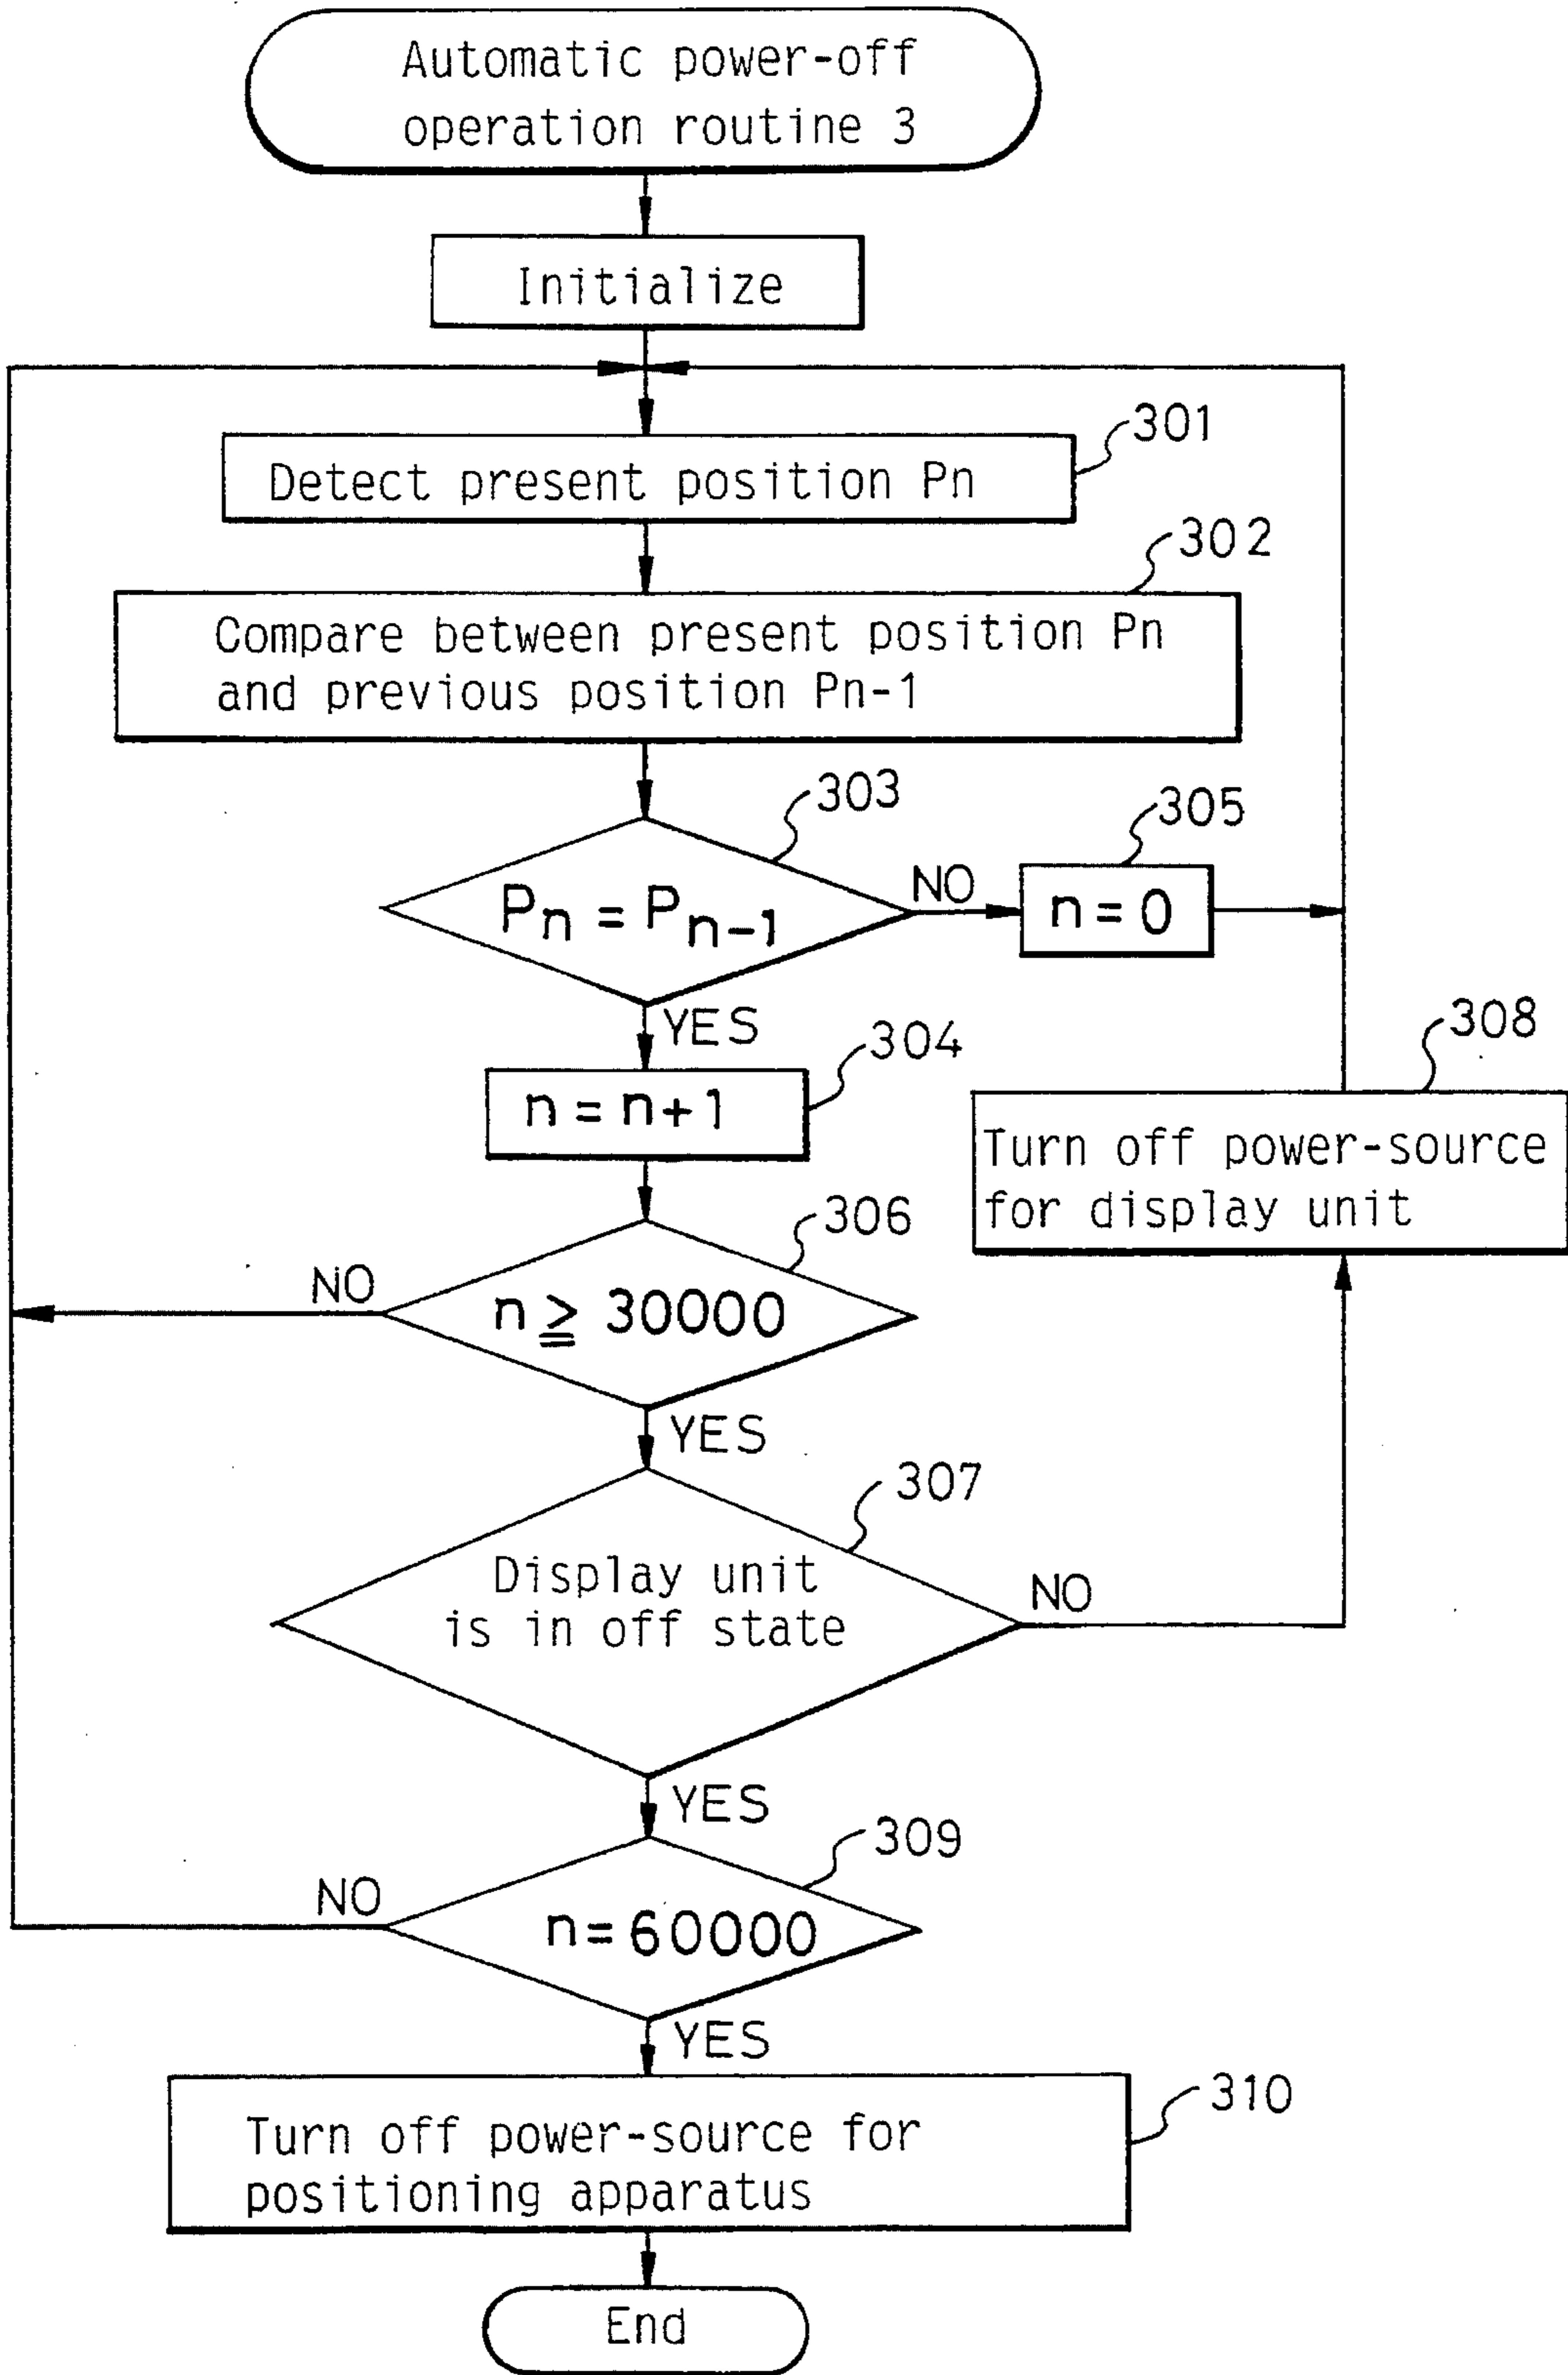 Automatic power-off
operation routine 3
Initialize
301
Detect present position Pn
302
Compare between present position Pn
and previous position Pn-1
303
305
Pn = Pn-1
NO
n = 0
YES
304
308
n = n+1
Turn off power-source
for display unit
306
NO
n ≧ 30000
YES
307
Display unit
is in off state
NO
YES
309
NO
n = 60000
YES
310
Turn off power-source for
positioning apparatus
End